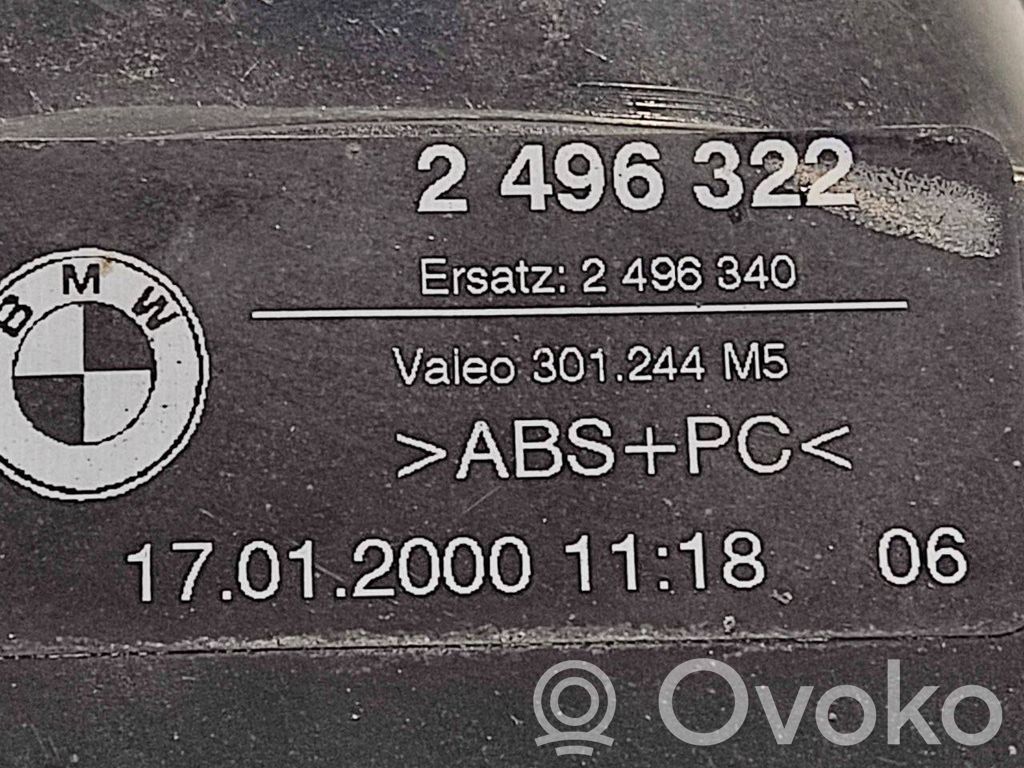 2 496 322
Ersatz: 2 496 340
BMW
Valeo 301.244 M5
>ABS+PC<
17.01.2000 11:18 06
Ovoko